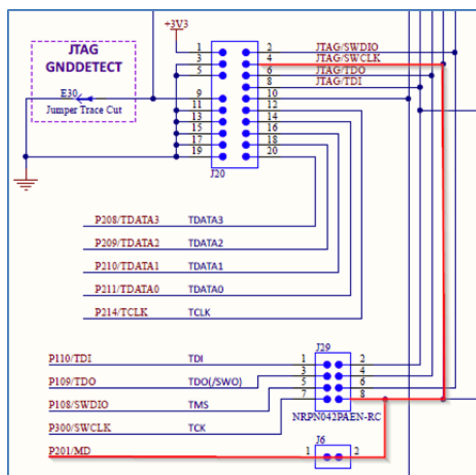 +3V3
JTAG
GNDDETECT
E30
Jumper Trace Cut
1 2 JTAG/SWDIO
3 4 JTAG/SWCLK
5 6 JTAG/TDO
8 JTAG/TDI
9 10
11 12
13 14
15 16
17 18
19 20
J20
P208/TDATA3 TDATA3
P209/TDATA2 TDATA2
P210/TDATA1 TDATA1
P211/TDATA0 TDATA0
P214/TCLK TCLK
J29
P110/TDI TDI 1 2
P109/TDO TDO(/SWO) 3 4
P108/SWDIO TMS 5 6
P300/SWCLK TCK 7 8
NRPN042PAEN-RC
J6
P201/MD 1 2